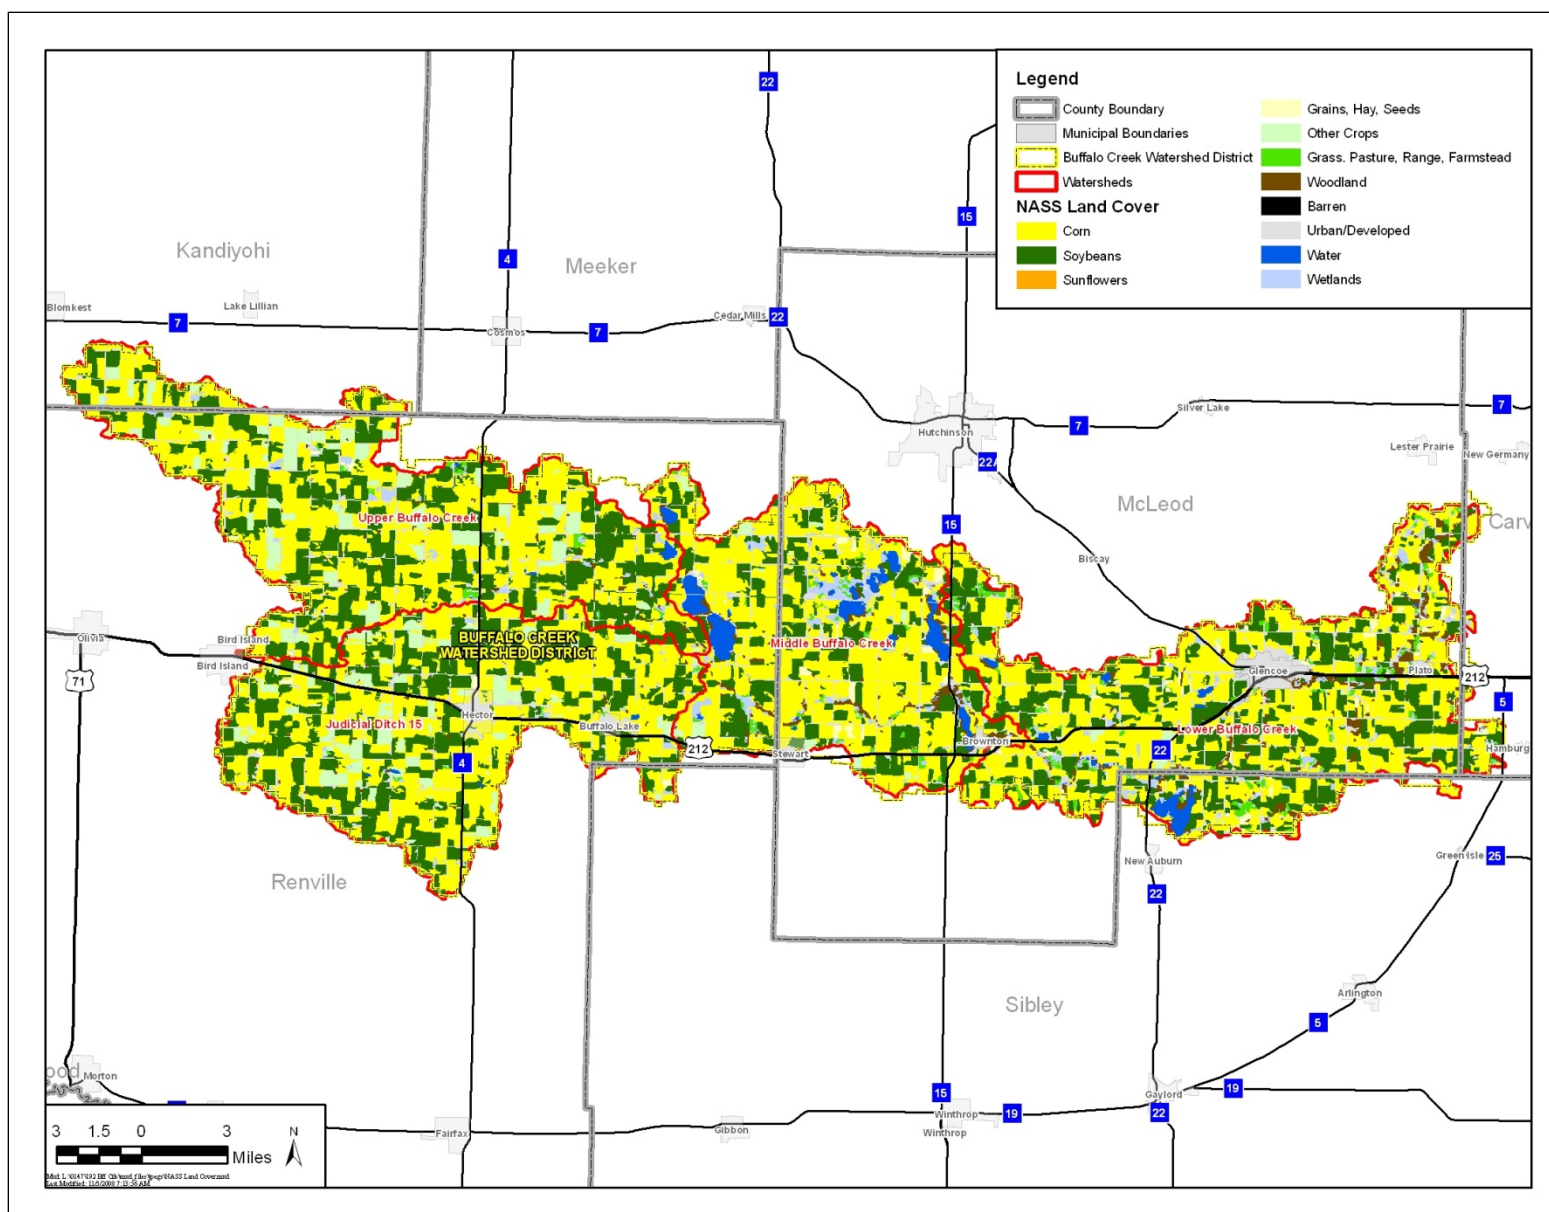 Legend
County Boundary
Municipal Boundaries
Buffalo Creek Watershed District
Watersheds
NASS Land Cover
Corn
Soybeans
Sunflowers
Grains, Hay, Seeds
Other Crops
Grass. Pasture, Range, Farmstead
Woodland
Barren
Urban/Developed
Water
Wetlands
22
15
Kandiyohi
Meeker
4
Blomkest
Lake Lillian
7
Cosmos
7
Cedar Mills
22
Silver Lake
7
Hutchinson
7
Lester Prairie
New Germany
22
McLeod
Carv
Upper Buffalo Creek
15
Biscay
Olivia
Bird Island
Bird Island
BUFFALO CREEK
WATERSHED DISTRICT
Middle Buffalo Creek
Glencoe
Plato
212
71
5
Hector
Judicial Ditch 15
Buffalo Lake
212
Stewart
Brownton
22
Lower Buffalo Creek
Hamburg
4
New Auburn
Green Isle
25
Renville
22
Sibley
Arlington
5
ood
Morton
15
19
Gaylord
19
22
Winthrop
Winthrop
Gibbon
Fairfax
3 1.5 0 3
Miles
N